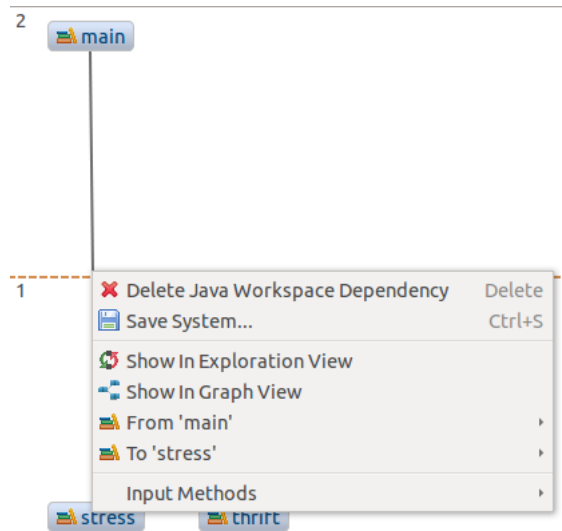 2
main
1
Delete Java Workspace Dependency Delete
Save System... Ctrl+S
Show In Exploration View
Show In Graph View
From 'main'
To 'stress'
Input Methods
stress thrift